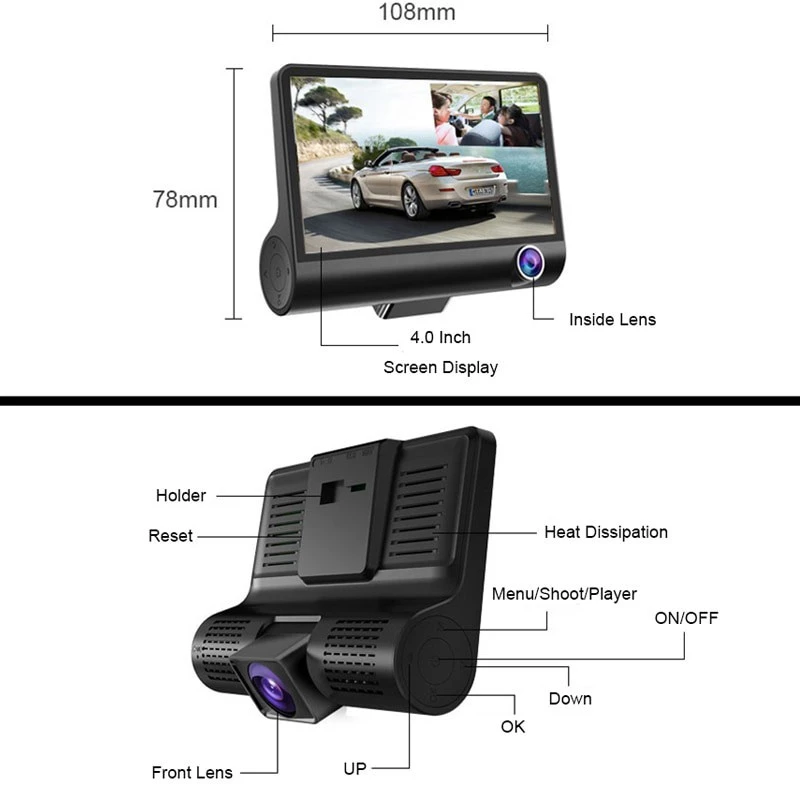 108mm
78mm
Inside Lens
4.0 Inch
Screen Display
Holder
Reset
Heat Dissipation
Menu/Shoot/Player
ON/OFF
Down
OK
UP
Front Lens